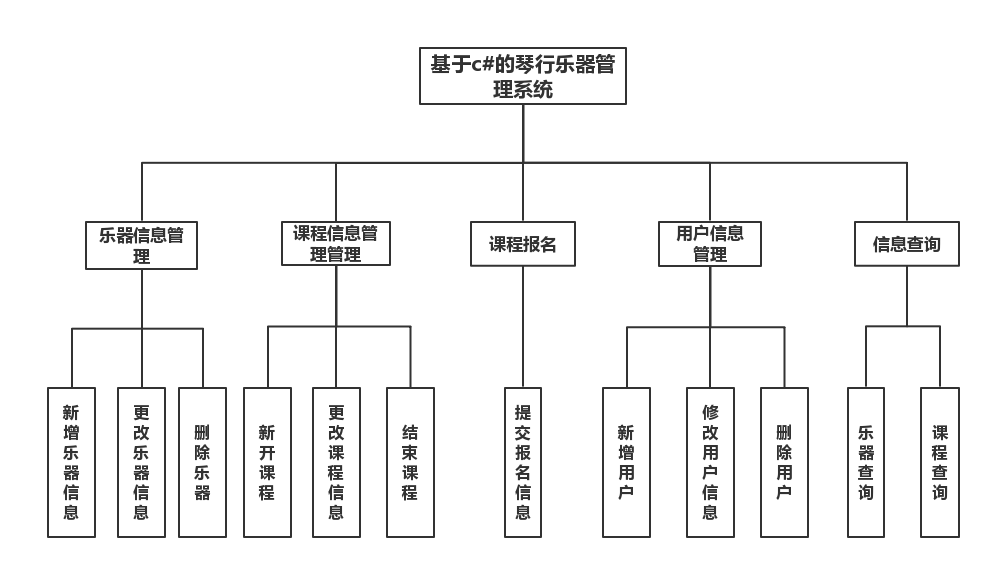 基于c#的琴行乐器管
理系统
乐器信息管
理
课程信息管
理管理
课程报名
用户信息
管理
信息查询
新增乐器信息
更改乐器信息
删除乐器
新开课程
更改课程信息
结束课程
提交报名信息
新增用户
修改用户信息
删除用户
乐器查询
课程查询